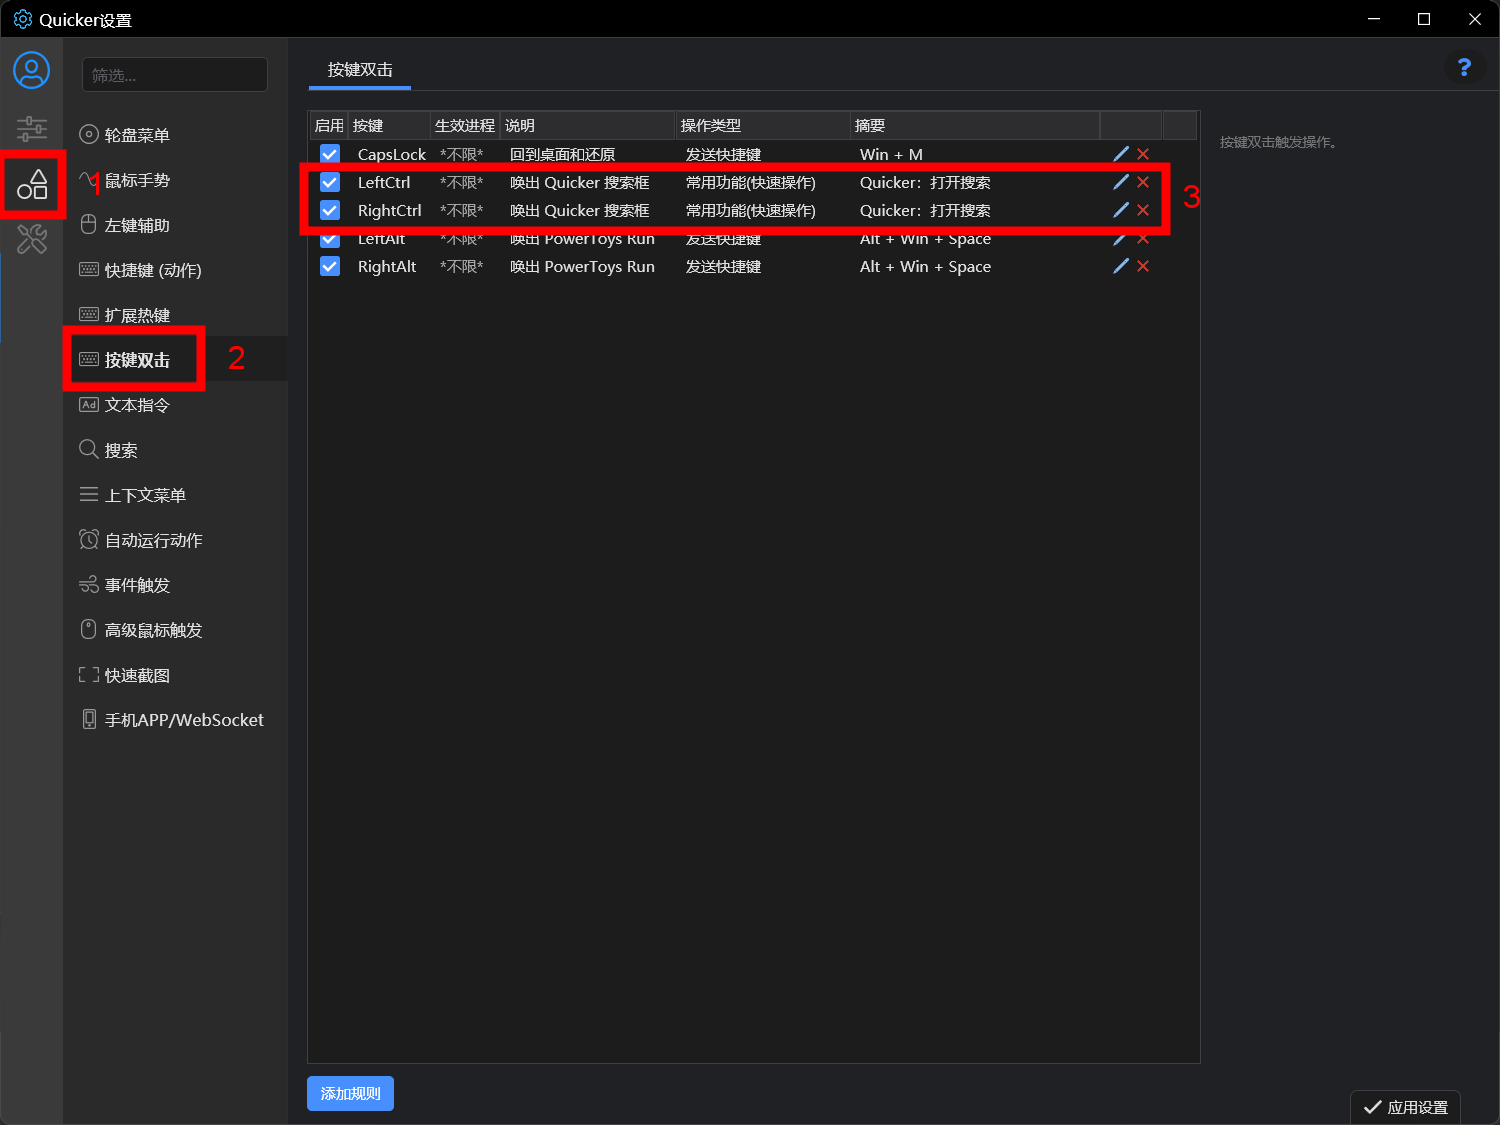 Quicker设置
筛选...
轮盘菜单
1
鼠标手势
左键辅助
快捷键 (动作)
扩展热键
按键双击
2
文本指令
搜索
上下文菜单
自动运行动作
事件触发
高级鼠标触发
快速截图
手机APP/WebSocket
按键双击
?
启用 按键 生效进程 说明 操作类型 摘要
CapsLock *不限* 回到桌面和还原 发送快捷键 Win + M
LeftCtrl *不限* 唤出 Quicker 搜索框 常用功能(快速操作) Quicker：打开搜索
RightCtrl *不限* 唤出 Quicker 搜索框 常用功能(快速操作) Quicker：打开搜索
3
LeftAlt *不限* 唤出 PowerToys Run 发送快捷键 Alt + Win + Space
RightAlt *不限* 唤出 PowerToys Run 发送快捷键 Alt + Win + Space
按键双击触发操作。
添加规则
应用设置
Ad